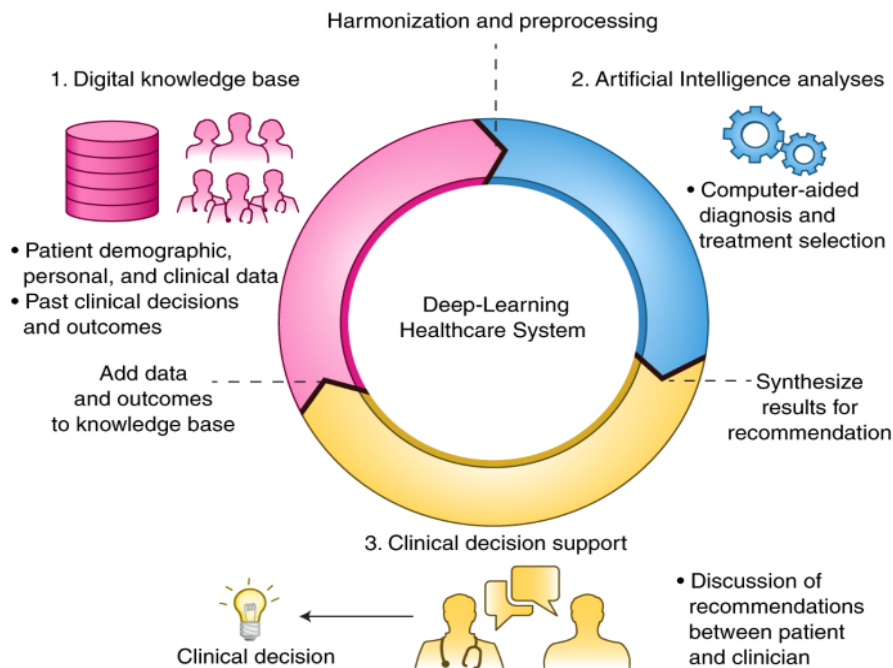 Harmonization and preprocessing
1. Digital knowledge base
2. Artificial Intelligence analyses
• Patient demographic,
personal, and clinical data
• Past clinical decisions
and outcomes
• Computer-aided
diagnosis and
treatment selection
Deep-Learning
Healthcare System
Add data
and outcomes
to knowledge base
Synthesize
results for
recommendation
3. Clinical decision support
Clinical decision
• Discussion of
recommendations
between patient
and clinician